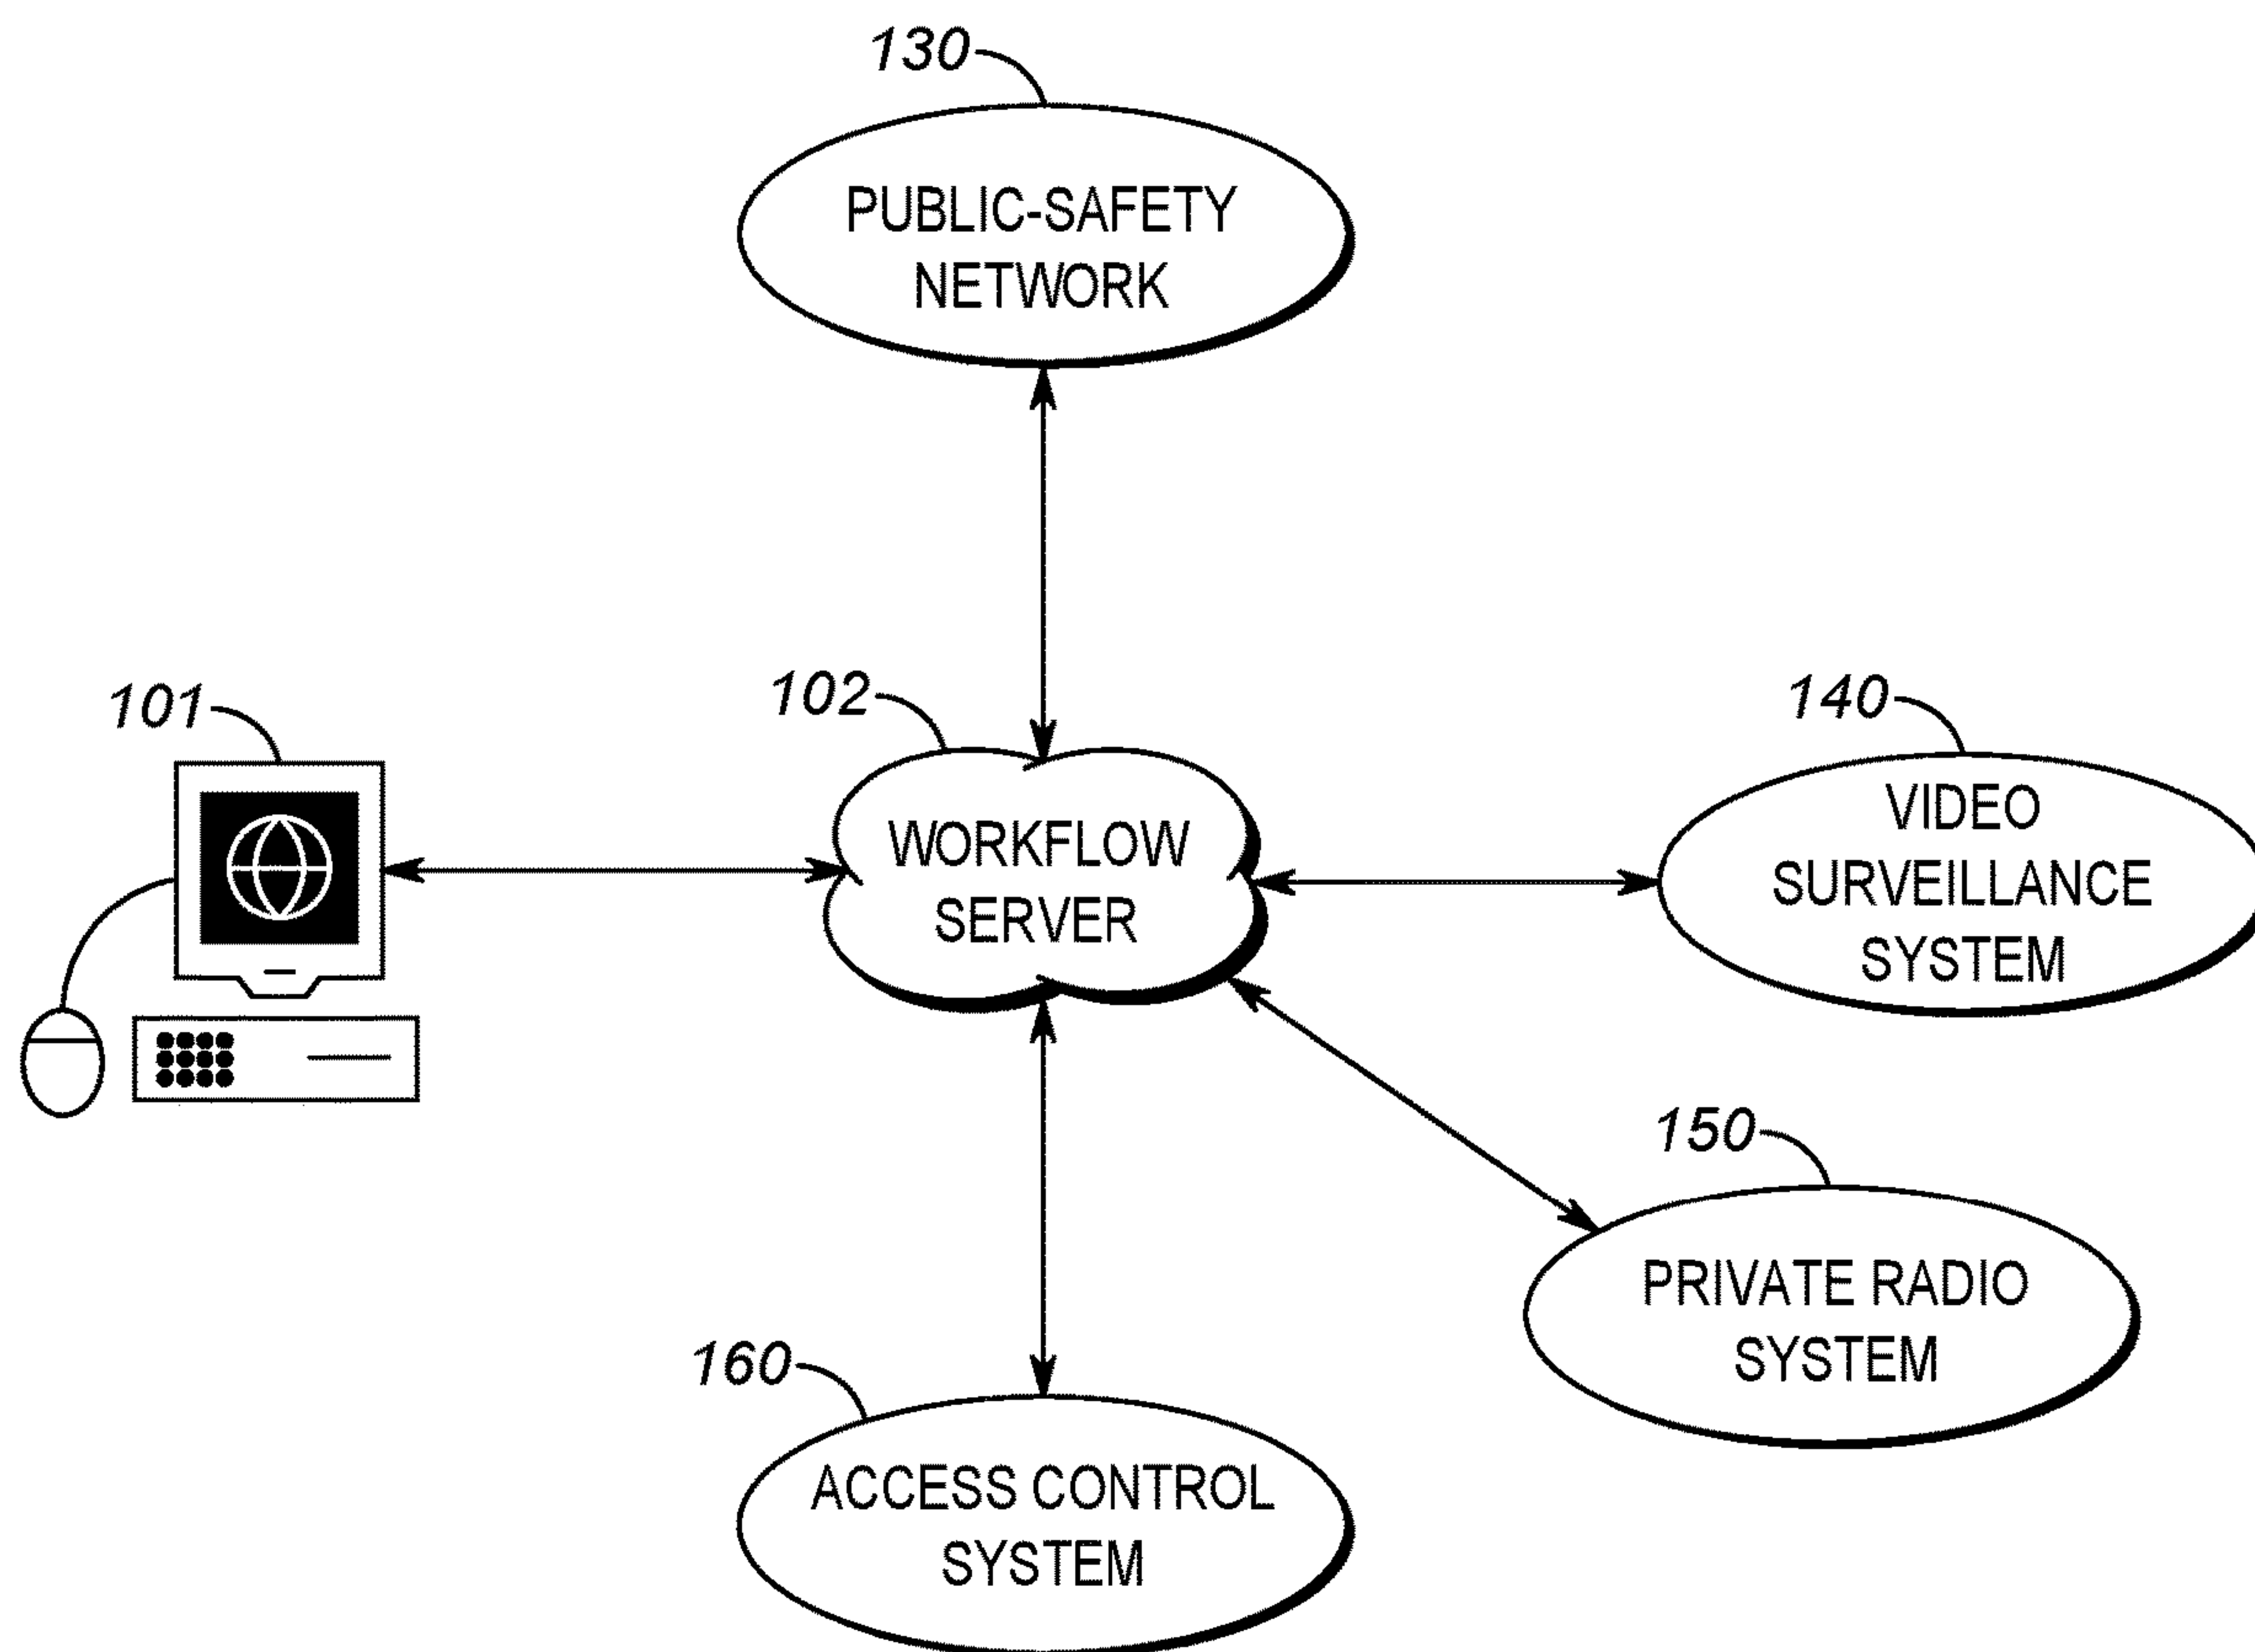 130
PUBLIC-SAFETY
NETWORK
101
102
WORKFLOW
SERVER
140
VIDEO
SURVEILLANCE
SYSTEM
150
PRIVATE RADIO
SYSTEM
160
ACCESS CONTROL
SYSTEM